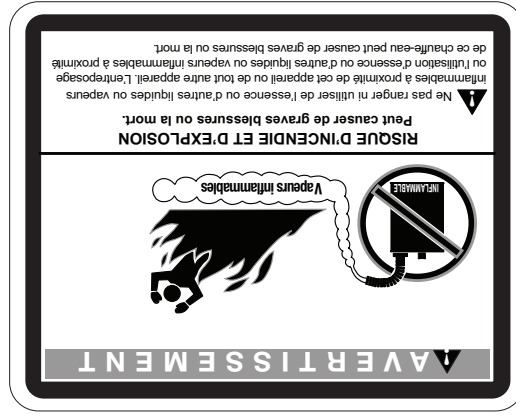 AVERTISSEMENT
INFLAMMABLE
Vapeurs inflammables
RISQUE D'INCENDIE ET D'EXPLOSION
Peut causer de graves blessures ou la mort.
Ne pas ranger ni utiliser de l'essence ou d'autres liquides ou vapeurs
inflammables à proximité de cet appareil ou de tout autre appareil. L'entreposage
ou l'utilisation d'essence ou d'autres liquides ou vapeurs inflammables à proximité
de ce chauffe-eau peut causer de graves blessures ou la mort.